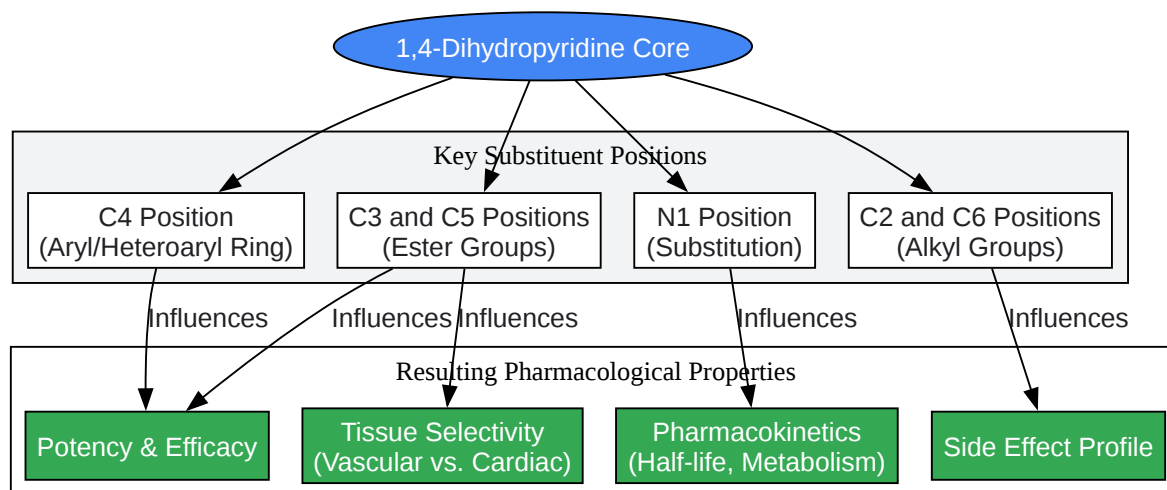 1,4-Dihydropyridine Core
Key Substituent Positions
C4 Position
(Aryl/Heteroaryl Ring)
C3 and C5 Positions
(Ester Groups)
N1 Position
(Substitution)
C2 and C6 Positions
(Alkyl Groups)
Influences
Influences
Influences
Influences
Influences
Resulting Pharmacological Properties
Potency & Efficacy
Tissue Selectivity
(Vascular vs. Cardiac)
Pharmacokinetics
(Half-life, Metabolism)
Side Effect Profile